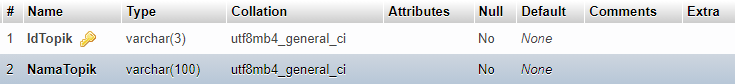 # Name Type Collation Attributes Null Default Comments Extra
1 IdTopik varchar(3) utf8mb4_general_ci No None
2 NamaTopik varchar(100) utf8mb4_general_ci No None